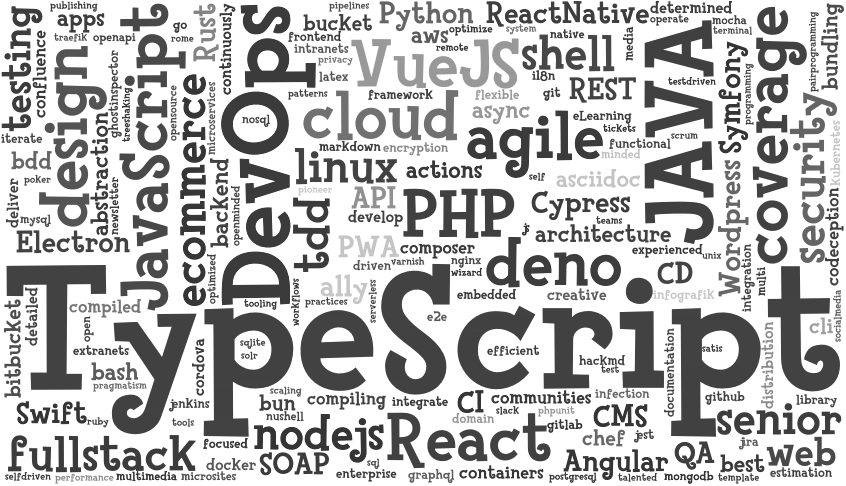 publishing
apps
traefik openapi
testing
confluence
design
ghostinspector
treeshaking
JavaScript
go
rome
Rust
continuously
opensource
microservices
iterate
bdd
poker
deliver
mysql
abstraction
newsletter
Electron
ecommerce
backend
openminded
optimized
DevOps
nosql
pipelines
bucket
frontend
intranets
privacy
latex
patterns
Python
aws
optimize
remote
system
VueJS
framework
flexible
cloud
async
markdown
encryption
linux
actions
pioneer
API
develop
tdd
PHP
PWA
composer
driven
varnish
nginx
wizard
a11y
serverless
workflows
practices
tooling
ReactNative
native
shell
i18n
git
REST
media
determined
operate
mocha
terminal
testdriven
eLearning
tickets
agile
functional
scrum
minded
self
asciidoc
Cypress
teams
js
architecture
JAVA
experienced
unix
deno
CD
embedded
creative
infografik
Symfony
programming
Wordpress
integration
multi
coverage
pairprogramming
bundling
security
kubernetes
codeception
socialmedia
cli
TypeScript
bitbucket
detailed
compiled
open
extranets
bash
pragmatism
cordova
sqlite
solr
e2e
efficient
hackmd
test
documentation
satis
distribution
library
github
Swift
ruby
jenkins
tools
scaling
bun
nushell
compiling
integrate
CI
communities
slack
phpunit
domain
infection
CMS
gitlab
chef
jest
senior
jra
fullstack
focused
nodejs
React
docker
SOAP
sql
enterprise
graphql
containers
postgresql
Angular
talented
QA
mongodb
best
template
web
estimation
selfdriven
performance
multimedia
microsites